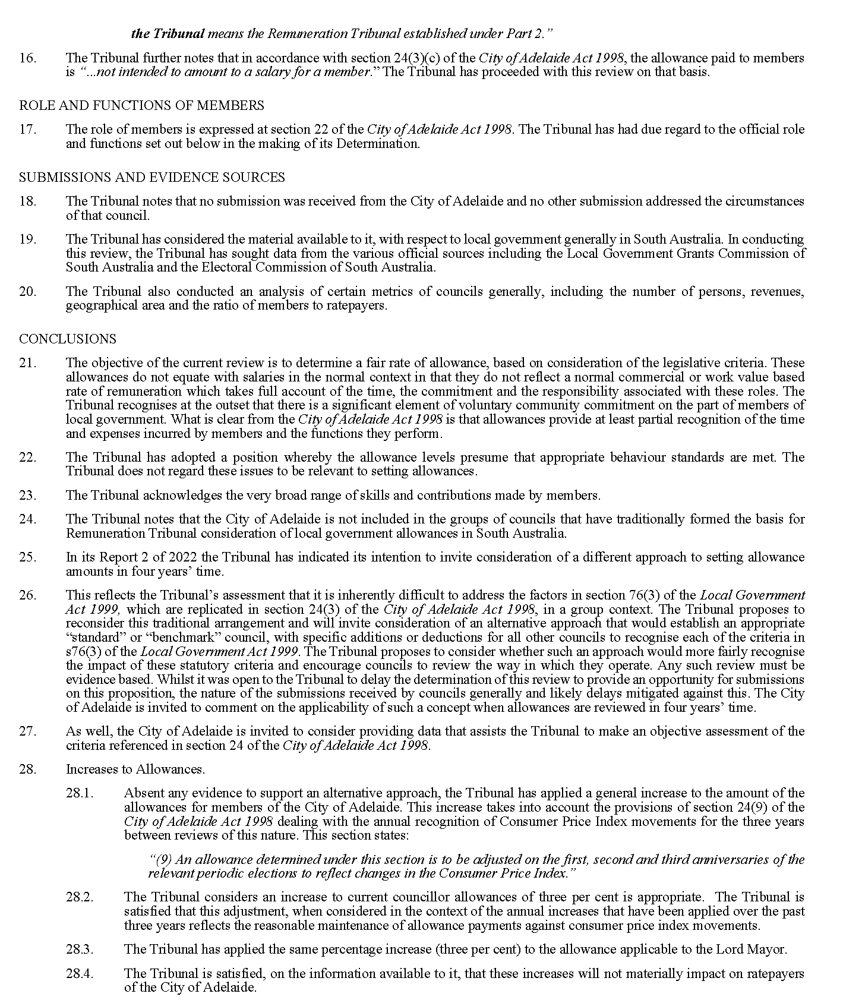 the Tribunal means the Remuneration Tribunal established under Part 2.”
16. The Tribunal further notes that in accordance with section 24(3)(c) of the City of Adelaide Act 1998, the allowance paid to members
is “...not intended to amount to a salary for a member.” The Tribunal has proceeded with this review on that basis.
ROLE AND FUNCTIONS OF MEMBERS
17. The role of members is expressed at section 22 of the City of Adelaide Act 1998. The Tribunal has had due regard to the official role
and functions set out below in the making of its Determination.
SUBMISSIONS AND EVIDENCE SOURCES
18. The Tribunal notes that no submission was received from the City of Adelaide and no other submission addressed the circumstances
of that council.
19. The Tribunal has considered the material available to it, with respect to local government generally in South Australia. In conducting
this review, the Tribunal has sought data from the various official sources including the Local Government Grants Commission of
South Australia and the Electoral Commission of South Australia.
20. The Tribunal also conducted an analysis of certain metrics of councils generally, including the number of persons, revenues,
geographical area and the ratio of members to ratepayers.
CONCLUSIONS
21. The objective of the current review is to determine a fair rate of allowance, based on consideration of the legislative criteria. These
allowances do not equate with salaries in the normal context in that they do not reflect a normal commercial or work value based
rate of remuneration which takes full account of the time, the commitment and the responsibility associated with these roles. The
Tribunal recognises at the outset that there is a significant element of voluntary community commitment on the part of members of
local government. What is clear from the City of Adelaide Act 1998 is that allowances provide at least partial recognition of the time
and expenses incurred by members and the functions they perform.
22. The Tribunal has adopted a position whereby the allowance levels presume that appropriate behaviour standards are met. The
Tribunal does not regard these issues to be relevant to setting allowances.
23. The Tribunal acknowledges the very broad range of skills and contributions made by members.
24. The Tribunal notes that the City of Adelaide is not included in the groups of councils that have traditionally formed the basis for
Remuneration Tribunal consideration of local government allowances in South Australia.
25. In its Report 2 of 2022 the Tribunal has indicated its intention to invite consideration of a different approach to setting allowance
amounts in four years’ time.
26. This reflects the Tribunal’s assessment that it is inherently difficult to address the factors in section 76(3) of the Local Government
Act 1999, which are replicated in section 24(3) of the City of Adelaide Act 1998, in a group context. The Tribunal proposes to
reconsider this traditional arrangement and will invite consideration of an alternative approach that would establish an appropriate
“standard” or “benchmark” council, with specific additions or deductions for all other councils to recognise each of the criteria in
s76(3) of the Local Government Act 1999. The Tribunal proposes to consider whether such an approach would more fairly recognise
the impact of these statutory criteria and encourage councils to review the way in which they operate. Any such review must be
evidence based. Whilst it was open to the Tribunal to delay the determination of this review to provide an opportunity for submissions
on this proposition, the nature of the submissions received by councils generally and likely delays mitigated against this. The City
of Adelaide is invited to comment on the applicability of such a concept when allowances are reviewed in four years’ time.
27. As well, the City of Adelaide is invited to consider providing data that assists the Tribunal to make an objective assessment of the
criteria referenced in section 24 of the City of Adelaide Act 1998.
28. Increases to Allowances.
28.1. Absent any evidence to support an alternative approach, the Tribunal has applied a general increase to the amount of the
allowances for members of the City of Adelaide. This increase takes into account the provisions of section 24(9) of the
City of Adelaide Act 1998 dealing with the annual recognition of Consumer Price Index movements for the three years
between reviews of this nature. This section states:
“(9) An allowance determined under this section is to be adjusted on the first, second and third anniversaries of the
relevant periodic elections to reflect changes in the Consumer Price Index.”
28.2. The Tribunal considers an increase to current councillor allowances of three per cent is appropriate. The Tribunal is
satisfied that this adjustment, when considered in the context of the annual increases that have been applied over the past
three years reflects the reasonable maintenance of allowance payments against consumer price index movements.
28.3. The Tribunal has applied the same percentage increase (three per cent) to the allowance applicable to the Lord Mayor.
28.4. The Tribunal is satisfied, on the information available to it, that these increases will not materially impact on ratepayers
of the City of Adelaide.